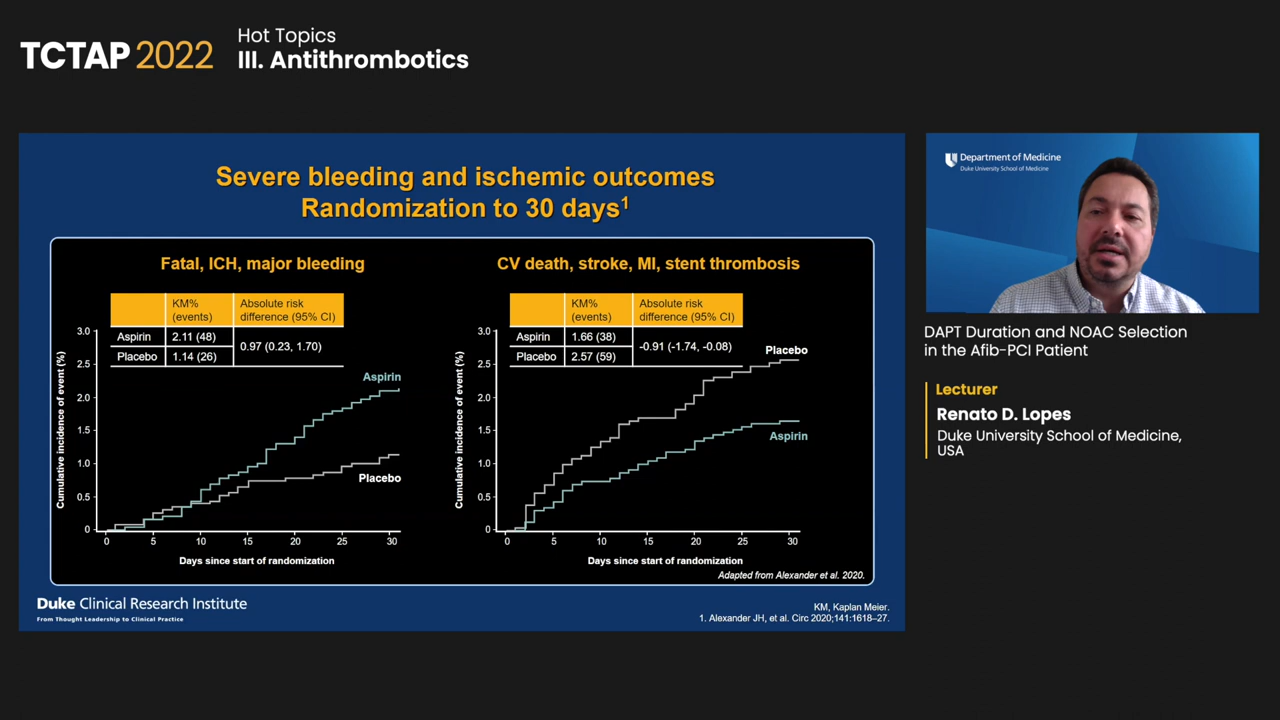 TCTAP 2022
Hot Topics
III. Antithrombotics
Severe bleeding and ischemic outcomes
Randomization to 30 days1
Fatal, ICH, major bleeding
KM%
(events)
Absolute risk
difference (95% CI)
Aspirin
2.11 (48)
0.97 (0.23, 1.70)
Placebo
1.14 (26)
Cumulative incidence of event (%)
3.0
2.5
2.0
1.5
1.0
0.5
0
Aspirin
Placebo
0 5 10 15 20 25 30
Days since start of randomization
CV death, stroke, MI, stent thrombosis
KM%
(events)
Absolute risk
difference (95% CI)
Aspirin
1.66 (38)
-0.91 (-1.74, -0.08)
Placebo
2.57 (59)
Cumulative incidence of event (%)
3.0
2.5
2.0
1.5
1.0
0.5
0
Placebo
Aspirin
0 5 10 15 20 25 30
Days since start of randomization
Adapted from Alexander et al. 2020.
Duke Clinical Research Institute
From Thought Leadership to Clinical Practice
KM, Kaplan Meier.
1. Alexander JH, et al. Circ 2020;141:1618–27.
Department of Medicine
Duke University School of Medicine
DAPT Duration and NOAC Selection
in the Afib-PCI Patient
Lecturer
Renato D. Lopes
Duke University School of Medicine,
USA